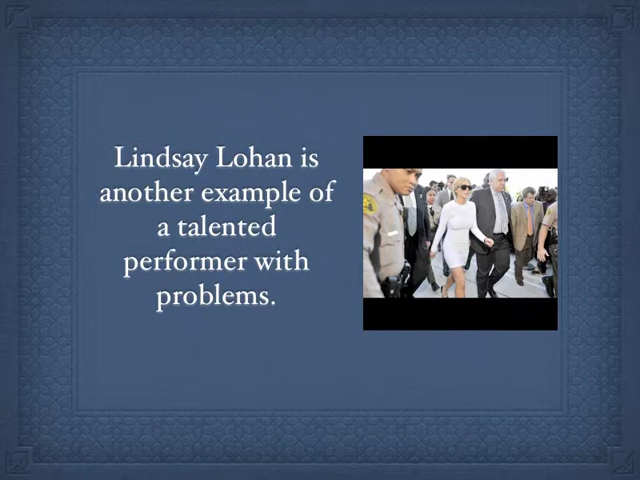 Lindsay Lohan is
another example of
a talented
performer with
problems.